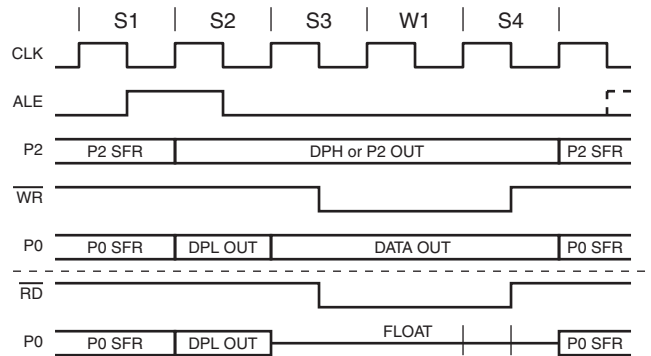 S1 S2 S3 W1 S4
CLK
ALE
P2 P2 SFR DPH or P2 OUT P2 SFR
WR
P0 P0 SFR DPL OUT DATA OUT P0 SFR
RD
P0 P0 SFR DPL OUT FLOAT P0 SFR